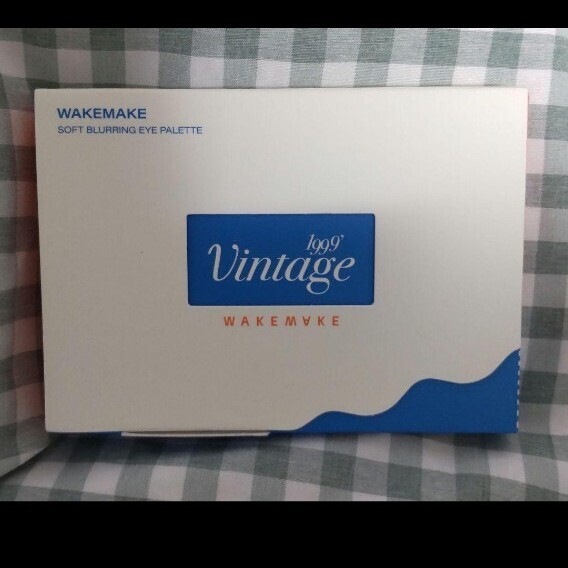 WAKEMAKE
SOFT BLURRING EYE PALETTE
1999'
Vintage
WAKEMAKE